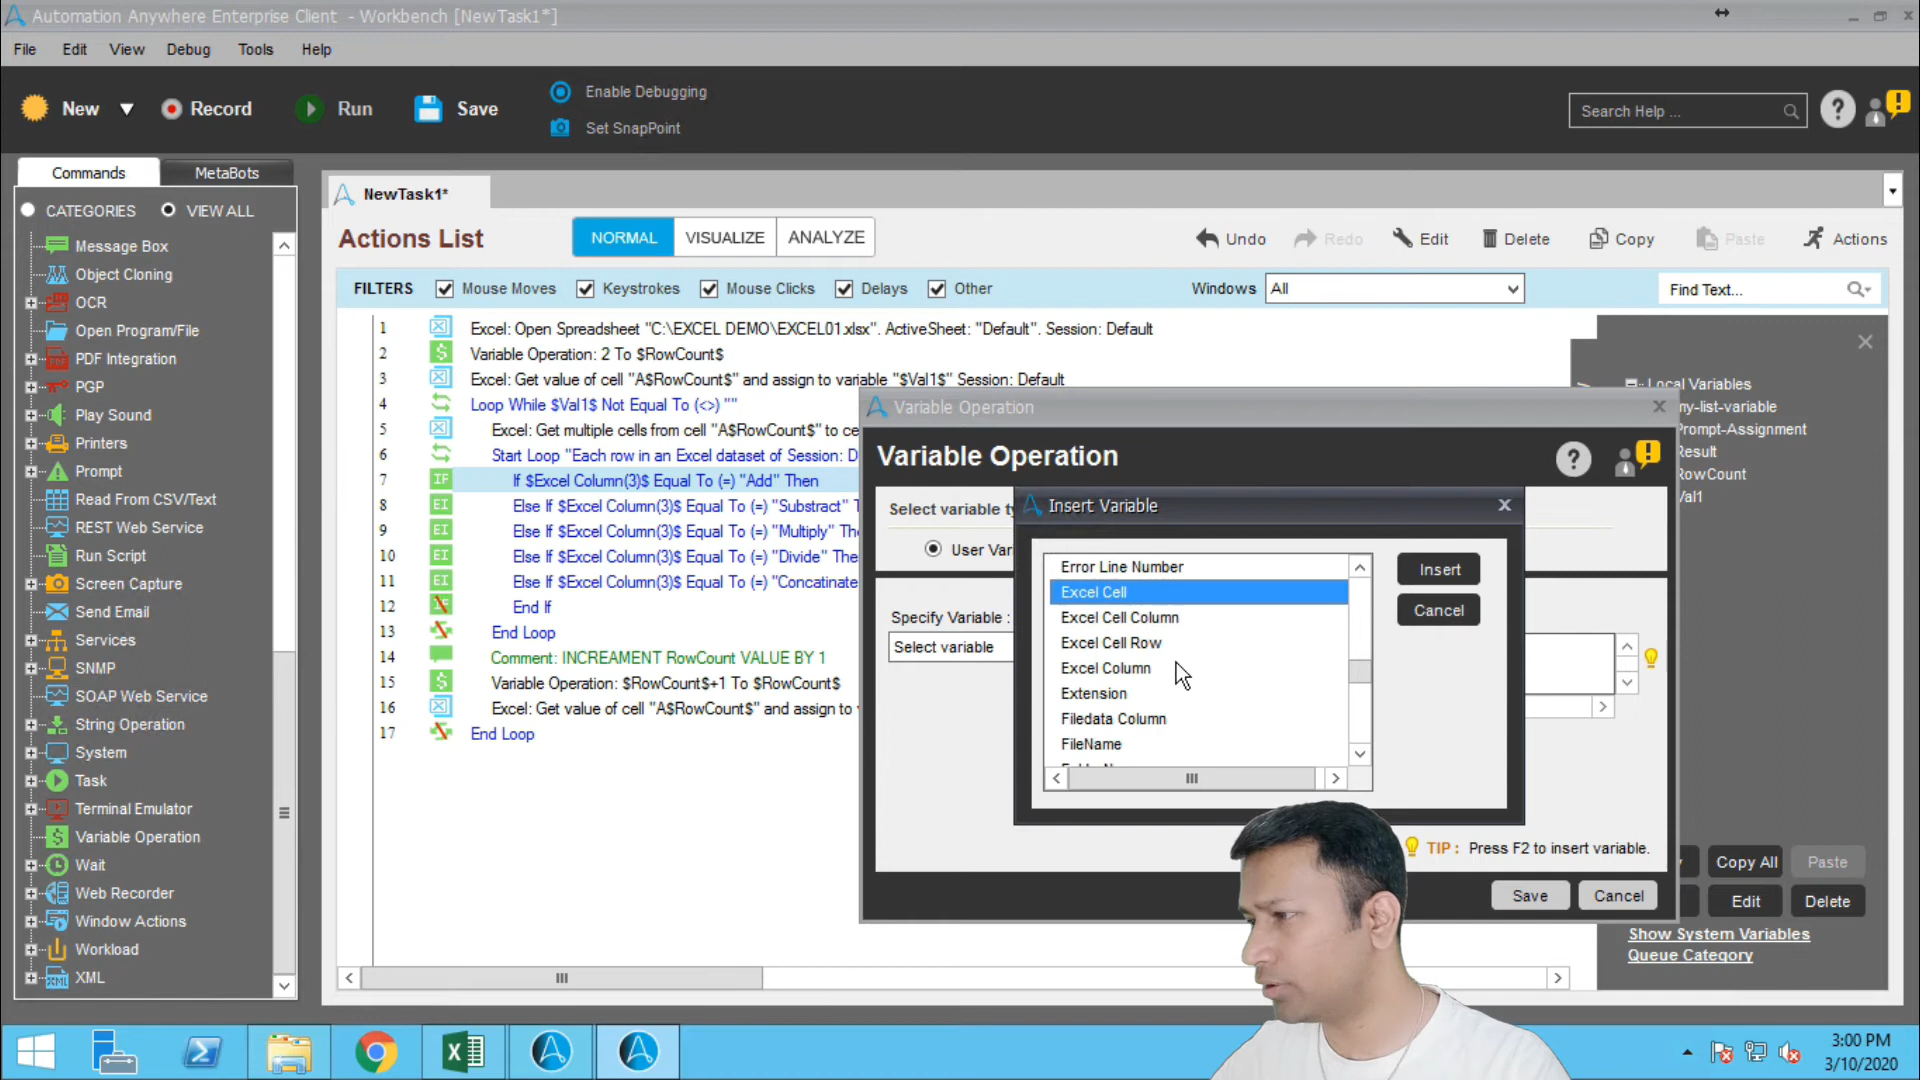 Automation Anywhere Enterprise Client - Workbench [NewTask1*]
File Edit View Debug Tools Help
New Record Run Save
Enable Debugging
Set SnapPoint
Search Help ...
Commands MetaBots
CATEGORIES VIEW ALL
Message Box
Object Cloning
OCR
Open Program/File
PDF Integration
PGP
Play Sound
Printers
Prompt
Read From CSV/Text
REST Web Service
Run Script
Screen Capture
Send Email
Services
SNMP
SOAP Web Service
String Operation
System
Task
Terminal Emulator
Variable Operation
Wait
Web Recorder
Window Actions
Workload
XML
NewTask1*
Actions List NORMAL VISUALIZE ANALYZE Undo Redo Edit Delete Copy Paste Actions
FILTERS Mouse Moves Keystrokes Mouse Clicks Delays Other Windows All Find Text...
1 Excel: Open Spreadsheet "C:\EXCEL DEMO\EXCEL01.xlsx". ActiveSheet: "Default". Session: Default
2 Variable Operation: 2 To $RowCount$
3 Excel: Get value of cell "A$RowCount$" and assign to variable "$Val1$" Session: Default
4 Loop While $Val1$ Not Equal To (<>) ""
5 Excel: Get multiple cells from cell "A$RowCount$" to ce
6 Start Loop "Each row in an Excel dataset of Session: D
7 If $Excel Column(3)$ Equal To (=) "Add" Then
8 Else If $Excel Column(3)$ Equal To (=) "Substract" T
9 Else If $Excel Column(3)$ Equal To (=) "Multiply" The
10 Else If $Excel Column(3)$ Equal To (=) "Divide" The
11 Else If $Excel Column(3)$ Equal To (=) "Concatinate
12 End If
13 End Loop
14 Comment: INCREAMENT RowCount VALUE BY 1
15 Variable Operation: $RowCount$+1 To $RowCount$
16 Excel: Get value of cell "A$RowCount$" and assign to
17 End Loop
Variable Operation
Variable Operation
Select variable ty
User Var
Specify Variable :
Select variable
Insert Variable
Error Line Number
Excel Cell
Excel Cell Column
Excel Cell Row
Excel Column
Extension
Filedata Column
FileName
Insert
Cancel
TIP : Press F2 to insert variable.
Save Cancel
Local Variables
my-list-variable
Prompt-Assignment
Result
RowCount
Val1
Copy All Paste
Edit Delete
Show System Variables
Queue Category
3:00 PM
3/10/2020